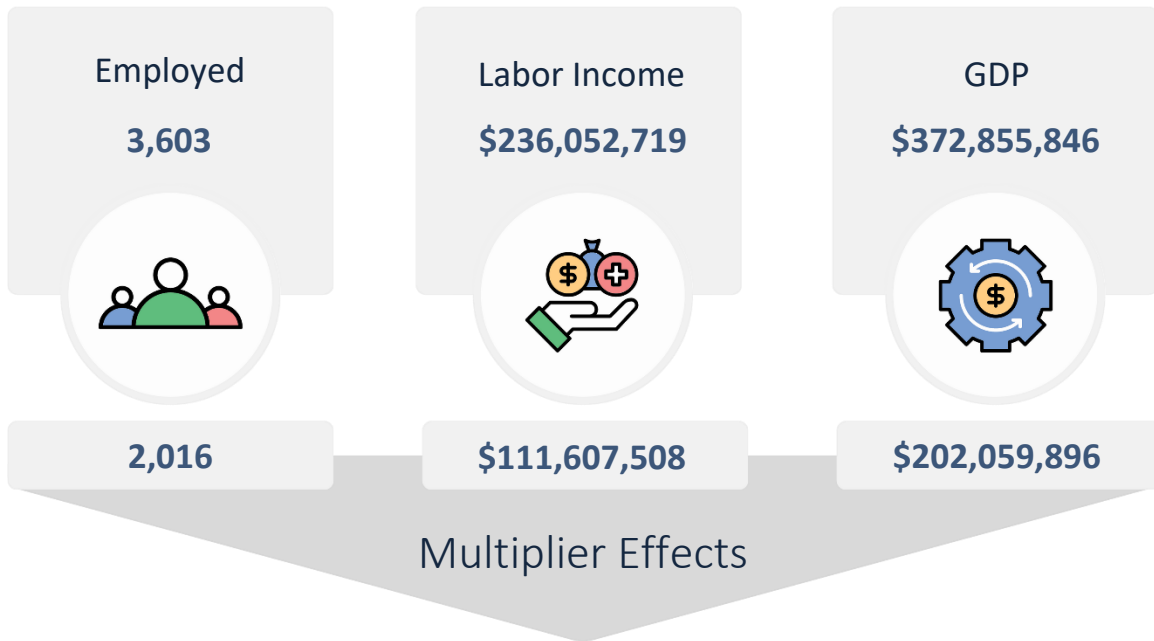 Employed
3,603
Labor Income
$236,052,719
GDP
$372,855,846
$
$
2,016
$111,607,508
$202,059,896
Multiplier Effects